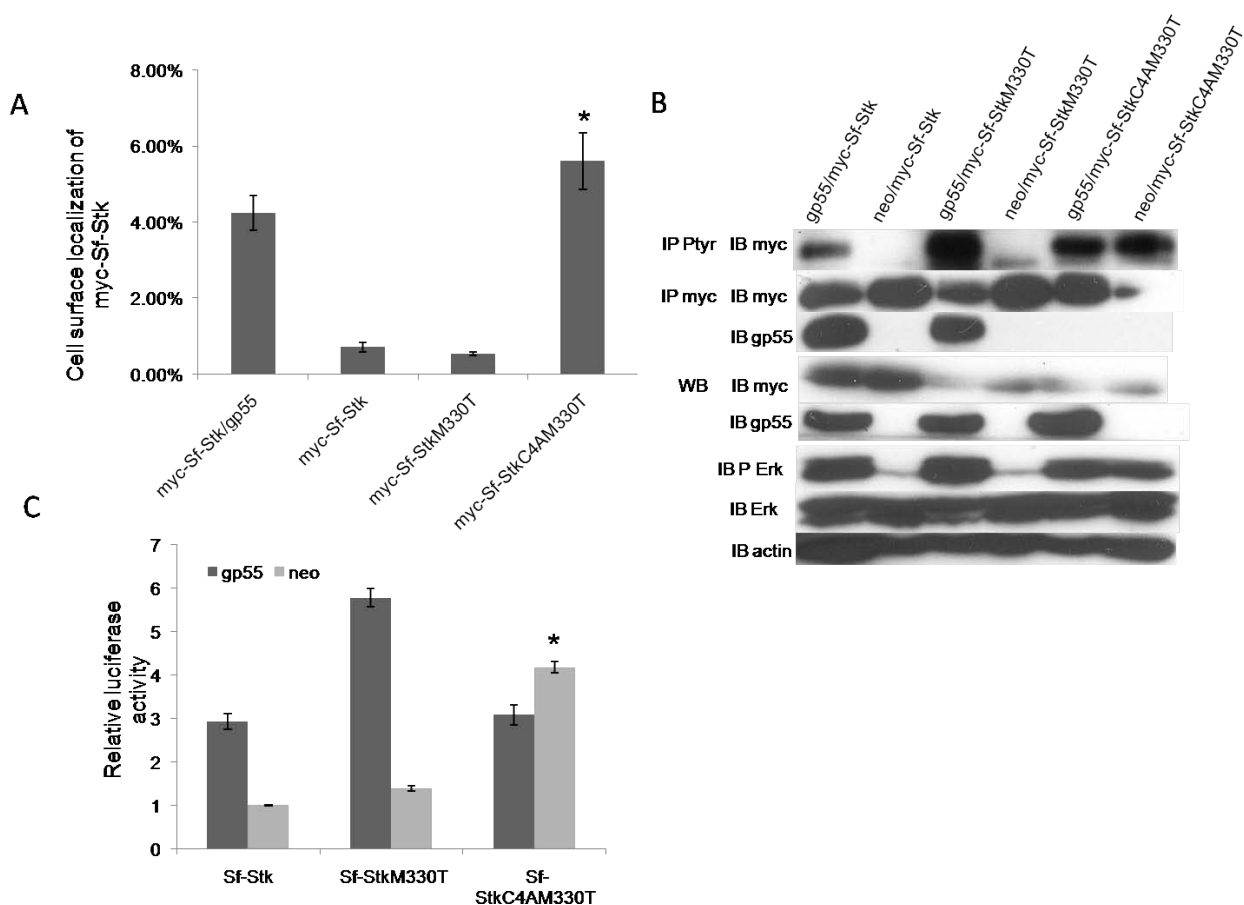 A
Cell surface localization of
myc-Sf-Stk
8.00%
6.00%
4.00%
2.00%
0.00%
*
myc-Sf-Stk/gp55
myc-Sf-Stk
myc-Sf-StkM330T
myc-Sf-StkC4AM330T
B
gp55/myc-Sf-Stk
neo/myc-Sf-Stk
gp55/myc-Sf-StkM330T
neo/myc-Sf-StkM330T
gp55/myc-Sf-StkC4AM330T
neo/myc-Sf-StkC4AM330T
IP Ptyr IB myc
IP myc IB myc
IB gp55
WB IB myc
IB gp55
IB P Erk
IB Erk
IB actin
C
Relative luciferase
activity
7
6
5
4
3
2
1
0
gp55 neo
*
Sf-Stk
Sf-StkM330T
Sf-
StkC4AM330T